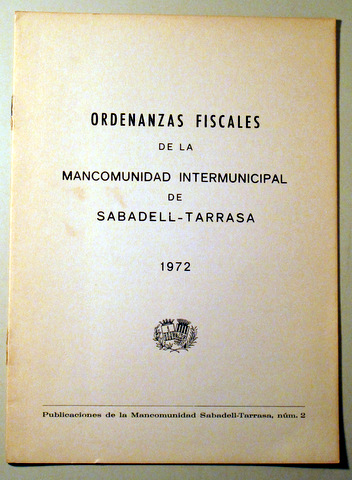 ORDENANZAS FISCALES
DE LA
MANCOMUNIDAD INTERMUNICIPAL
DE
SABADELL-TARRASA
1972
Publicaciones de la Mancomunidad Sabadell-Tarrasa, núm. 2